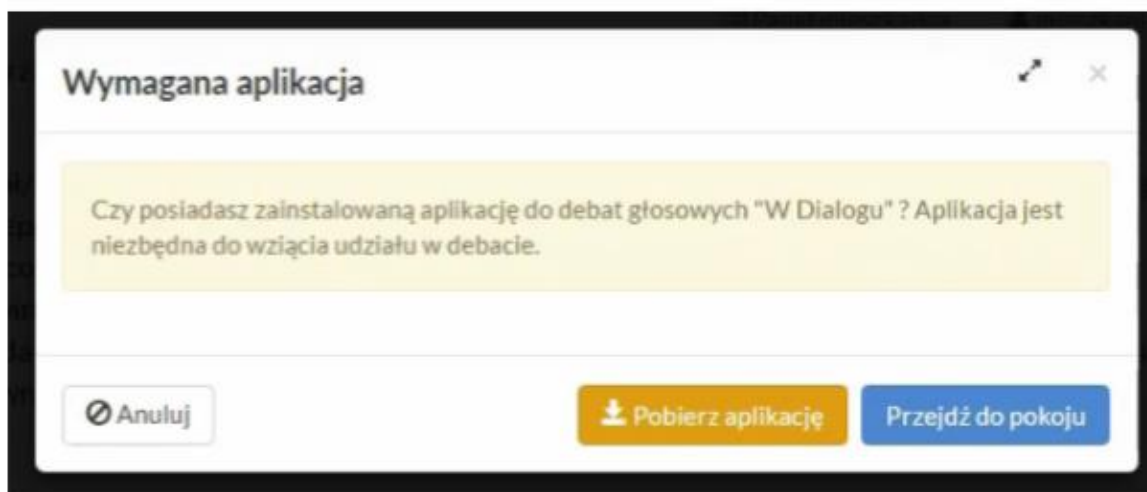 Wymagana aplikacja
Czy posiadasz zainstalowaną aplikację do debat głosowych "W Dialogu" ? Aplikacja jest
niezbędna do wzięcia udziału w debacie.
Anuluj
Pobierz aplikację
Przejdź do pokoju